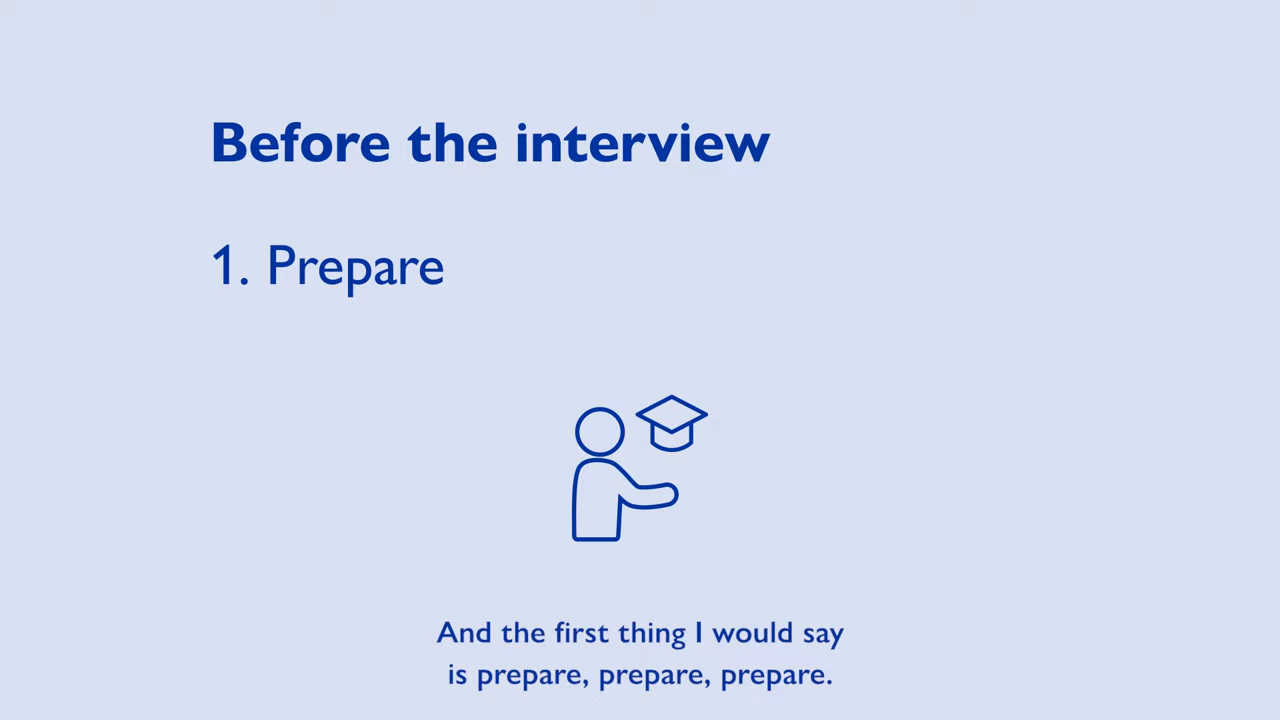 Before the interview
1. Prepare
And the first thing I would say
is prepare, prepare, prepare.